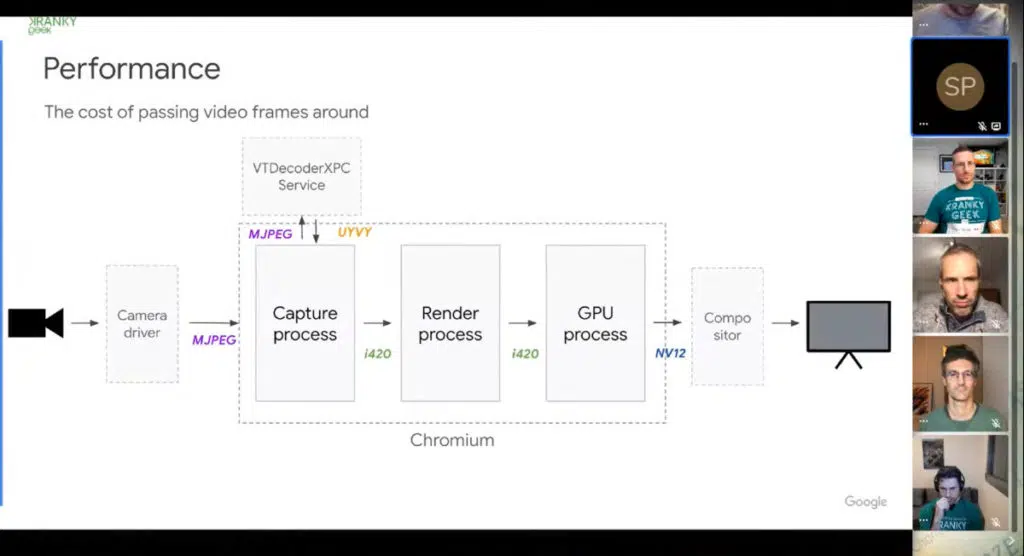 KRANKY
geek
Performance
The cost of passing video frames around
VTDecoderXPC
Service
MJPEG
UYVY
Camera
driver
MJPEG
Capture
process
i420
Render
process
i420
GPU
process
NV12
Compo
sitor
Chromium
Google
SP
KRANKY
GEEK
KRANKY